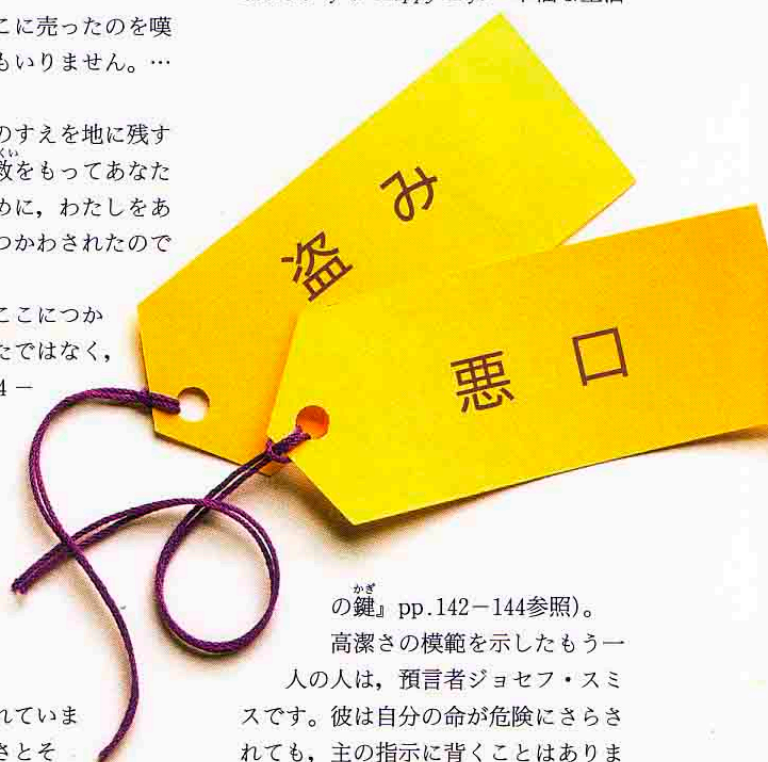 こに売ったのを嘆
もいりません。…
のすえを地に残す
救をもってあなた
めに，わたしをあ
つかわされたので
ここにつか
たではなく，
4－
れていま
さとそ
盗み
悪口
の鍵』pp.142－144参照)。
高潔さの模範を示したもう一
人の人は，預言者ジョセフ・スミ
スです。彼は自分の命が危険にさらさ
れても，主の指示に背くことはありま